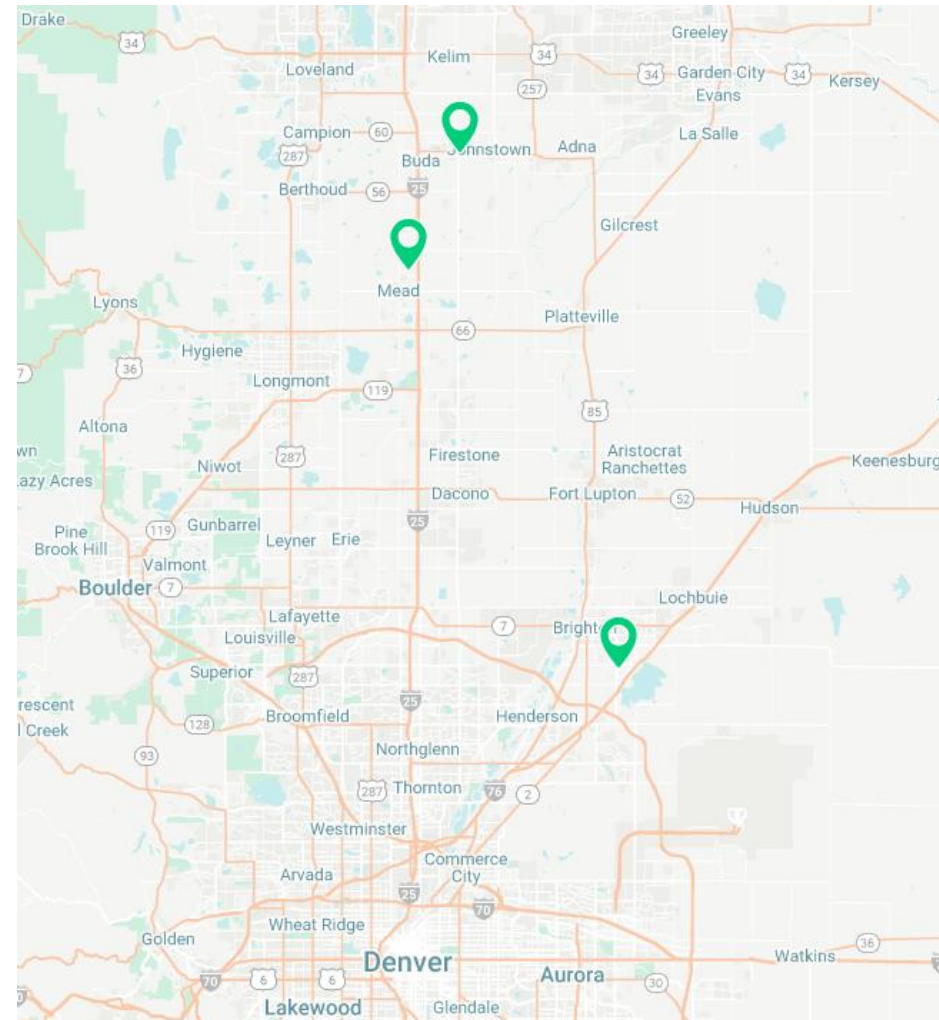 Drake
34
Kelim
34
Greeley
Loveland
257
34
Garden City
34
Kersey
Evans
Campion
60
287
Buda
Johnstown
Adna
La Salle
Berthoud
56
25
Gilcrest
Mead
Lyons
66
Platteville
Hygiene
7
36
Longmont
119
85
Altona
Niwot
287
Firestone
Aristocrat
Ranchettes
Keenesburg
Lazy Acres
Dacono
Fort Lupton
52
Hudson
119
Gunbarrel
25
Pine
Brook Hill
Leyner
Erie
Valmont
Boulder
7
Lochbuie
Lafayette
7
Brighton
Louisville
Superior
287
25
rescent
l Creek
128
Broomfield
Henderson
93
Northglenn
287
Thornton
76
2
Westminster
Arvada
Commerce
City
25
70
Wheat Ridge
Golden
Denver
36
Watkins
70
6
6
Aurora
30
Lakewood
Glendale